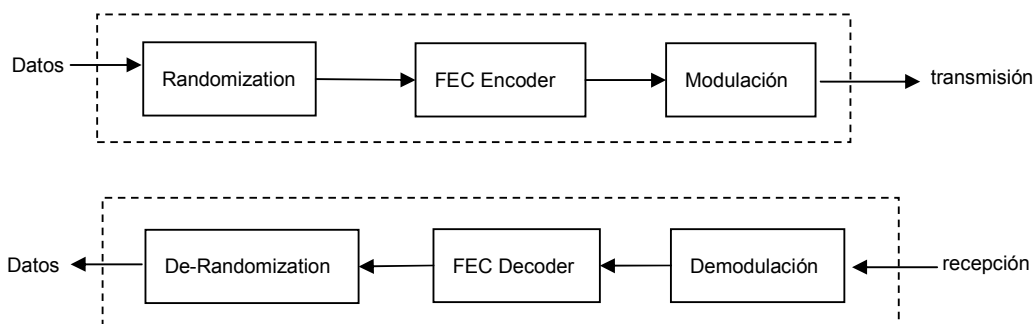 Datos
Randomization
FEC Encoder
Modulación
transmisión
Datos
De-Randomization
FEC Decoder
Demodulación
recepción